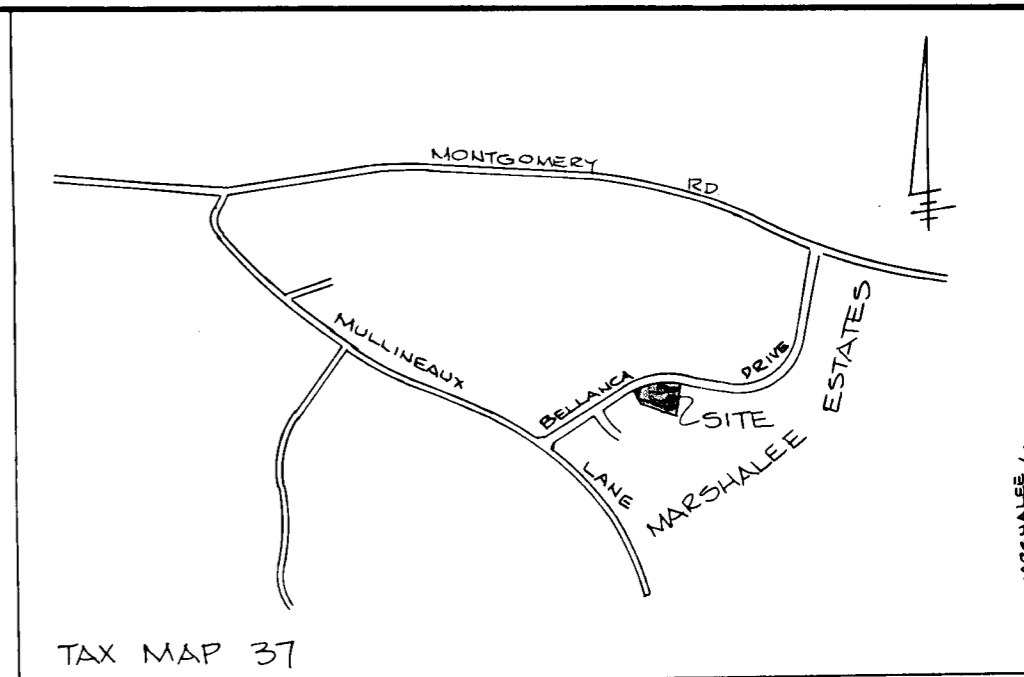 MONTGOMERY RD.
MULLINEAUX LANE
BELLANCA DRIVE
SITE
MARSHALEE ESTATES
TAX MAP 37